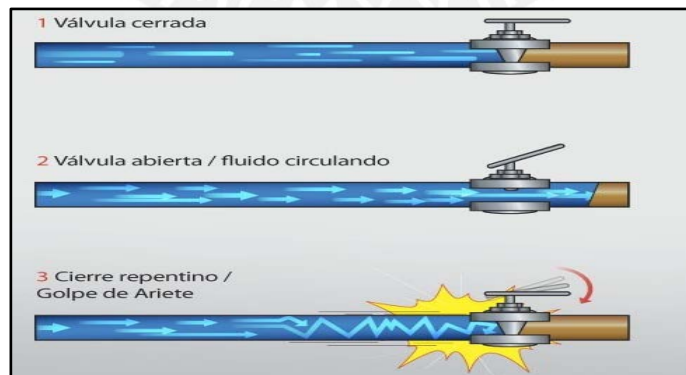 1 Válvula cerrada
2 Válvula abierta / fluido circulando
3 Cierre repentino /
Golpe de Ariete